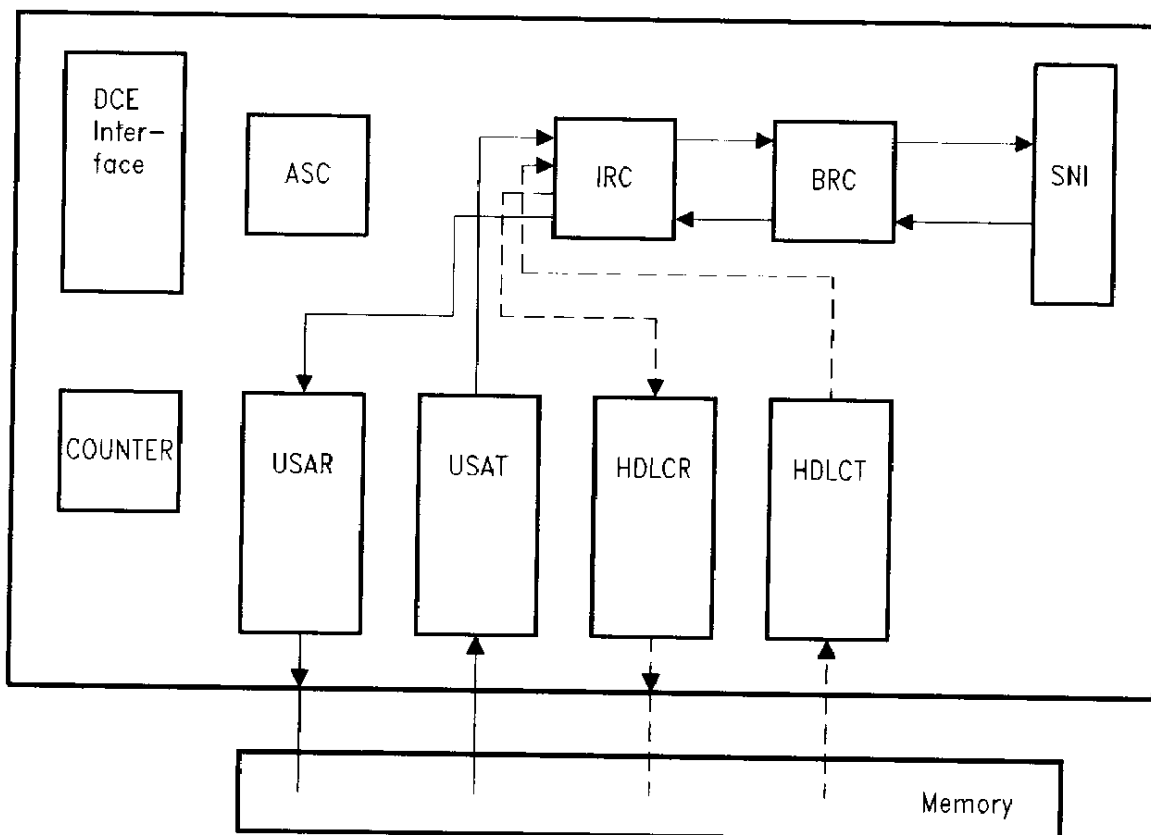 DCE
Inter-
face
ASC
IRC
BRC
SNI
COUNTER
USAR
USAT
HDLCR
HDLCT
Memory